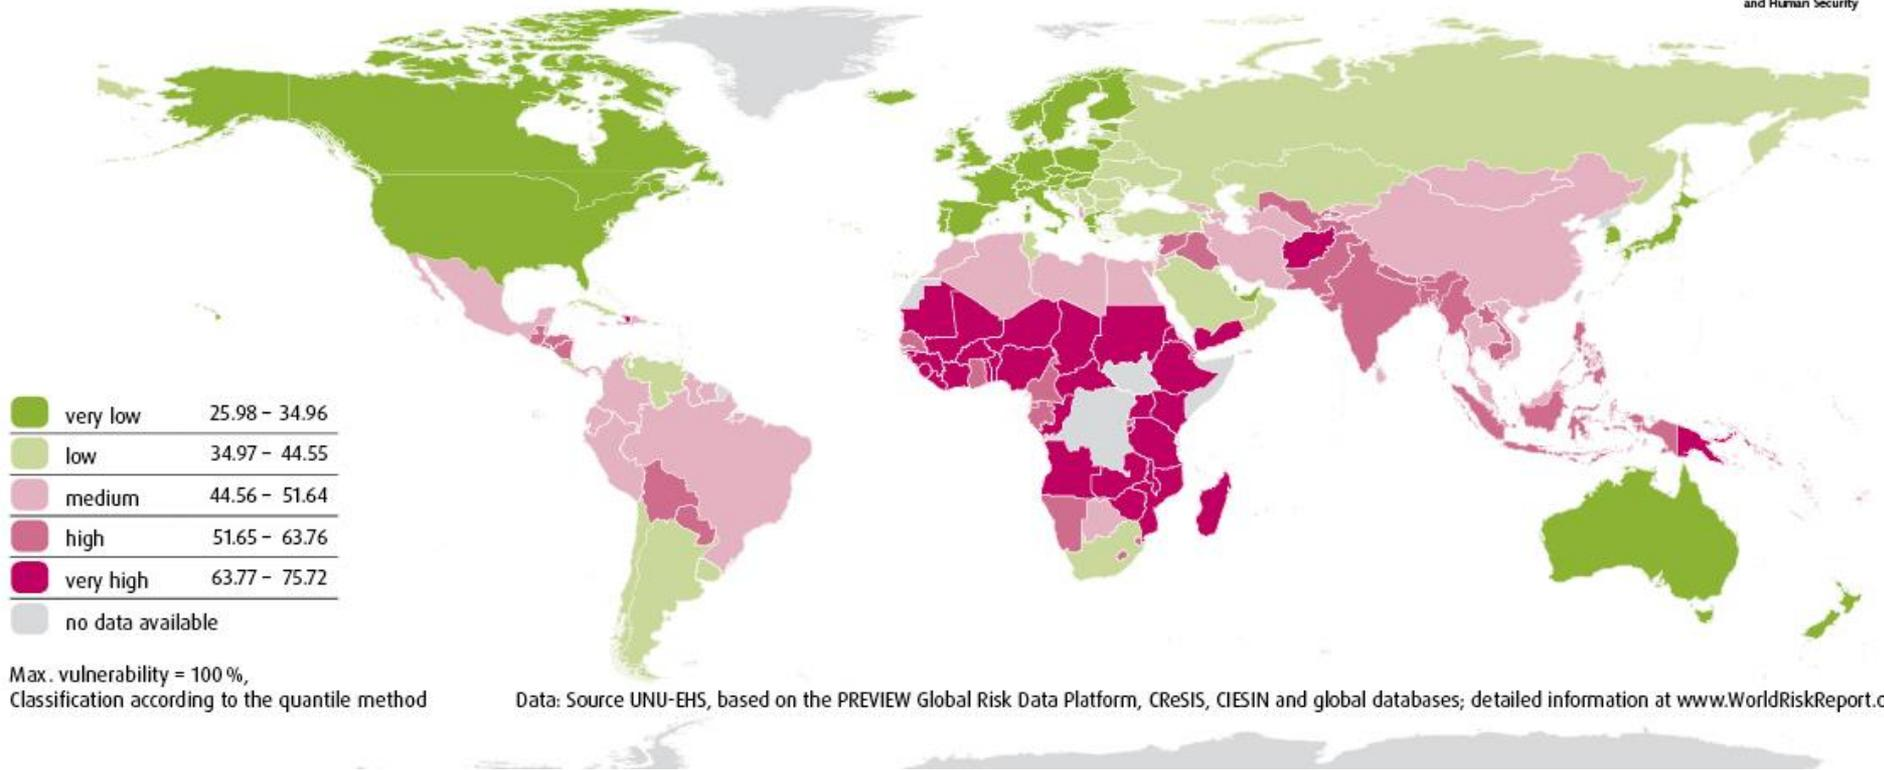 and Human Security
very low 25.98 – 34.96
low 34.97 – 44.55
medium 44.56 – 51.64
high 51.65 – 63.76
very high 63.77 – 75.72
no data available
Max. vulnerability = 100 %,
Classification according to the quantile method
Data: Source UNU-EHS, based on the PREVIEW Global Risk Data Platform, CReSIS, CIESIN and global databases; detailed information at www.WorldRiskReport.o